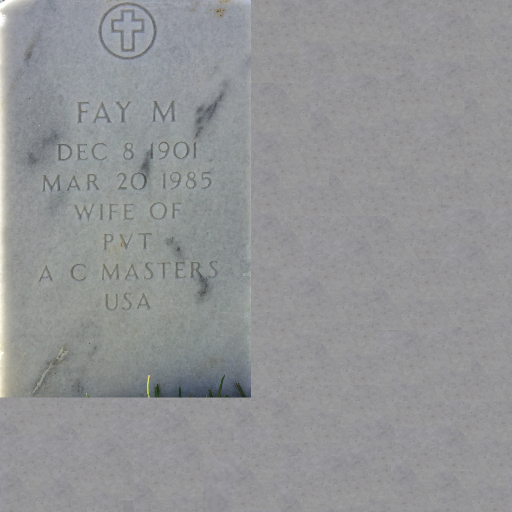 FAY M
DEC 8 1901
MAR 20 1985
WIFE OF
PVT
A C MASTERS
USA